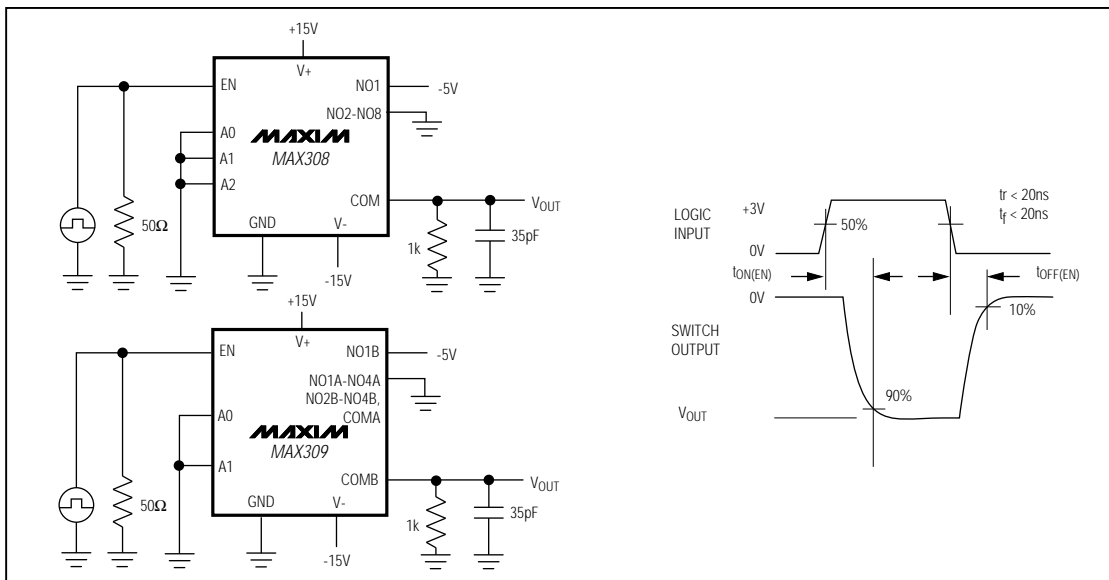 +15V
V+
EN
NO1
-5V
NO2-NO8
A0
MAXIM
A1
MAX308
A2
COM
VOUT
50Ω
GND
V-
1k
35pF
-15V
+15V
V+
EN
NO1B
-5V
NO1A-NO4A
NO2B-NO4B,
COMA
A0
MAXIM
MAX309
A1
COMB
VOUT
50Ω
GND
V-
1k
35pF
-15V
LOGIC
INPUT
+3V
50%
tr < 20ns
tf < 20ns
0V
tON(EN)
tOFF(EN)
0V
10%
SWITCH
OUTPUT
90%
VOUT